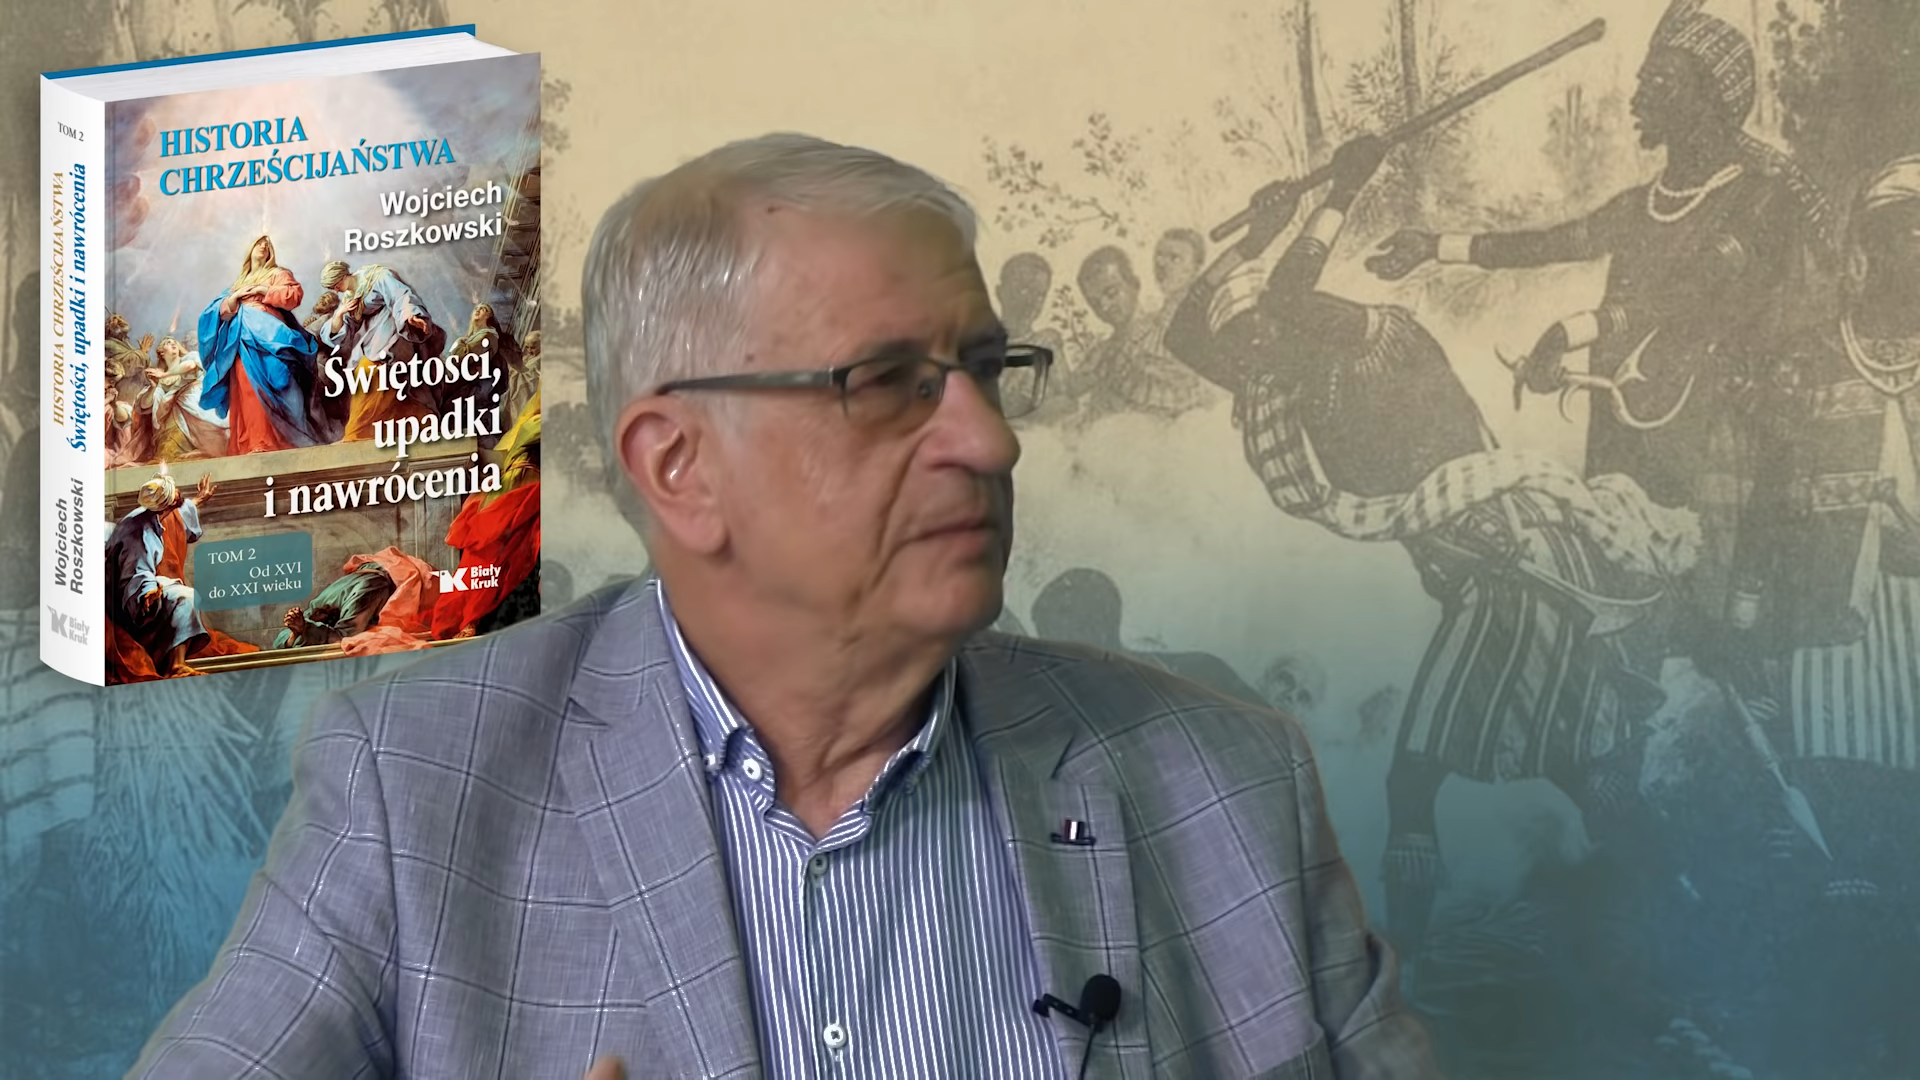 TOM 2
HISTORIA CHRZEŚCIJAŃSTWA
Świętości, upadki i nawrócenia
Wojciech
Roszkowski
Biały
Kruk
HISTORIA
CHRZEŚCIJAŃSTWA
Wojciech
Roszkowski
Świętości,
upadki
i nawrócenia
TOM 2
Od XVI
do XXI wieku
Biały
Kruk